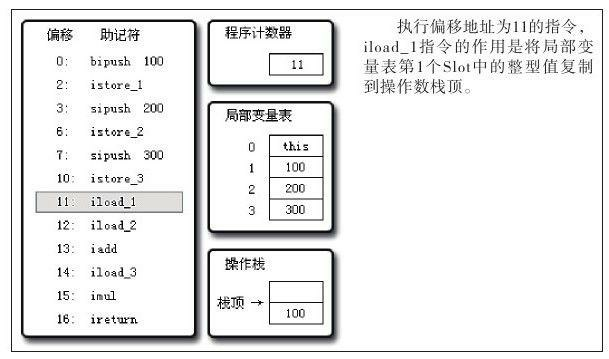 偏移 助记符
0: bipush 100
2: istore_1
3: sipush 200
6: istore_2
7: sipush 300
10: istore_3
11: iload_1
12: iload_2
13: iadd
14: iload_3
15: imul
16: ireturn
程序计数器
11
局部变量表
0 this
1 100
2 200
3 300
操作栈
栈顶 →
100
执行偏移地址为11的指令,
iload_1指令的作用是将局部变
量表第1个Slot中的整型值复制
到操作数栈顶。